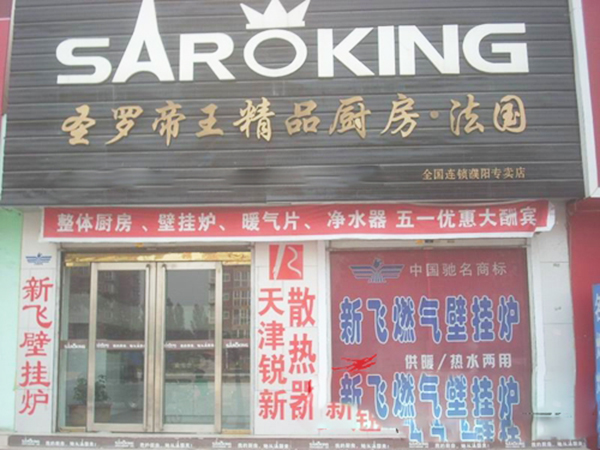 SAROKING
圣罗帝王精品厨房·法国
全国连锁濮阳专卖店
整体厨房、壁挂炉、暖气片、净水器 五一优惠大酬宾
新飞壁挂炉
散热器
天津锐新
中国驰名商标
新飞燃气壁挂炉
供暖/热水两用
新飞燃气壁挂炉
新锐